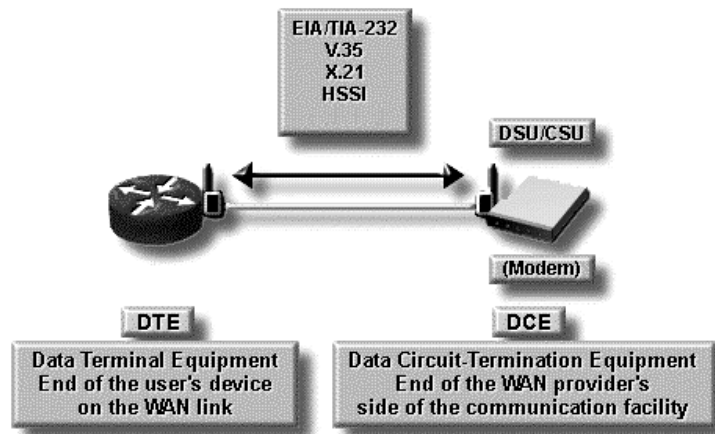 EIA/TIA-232
V.35
X.21
HSSI
DSU/CSU
(Modem)
DTE
Data Terminal Equipment
End of the user's device
on the WAN link
DCE
Data Circuit-Termination Equipment
End of the WAN provider's
side of the communication facility